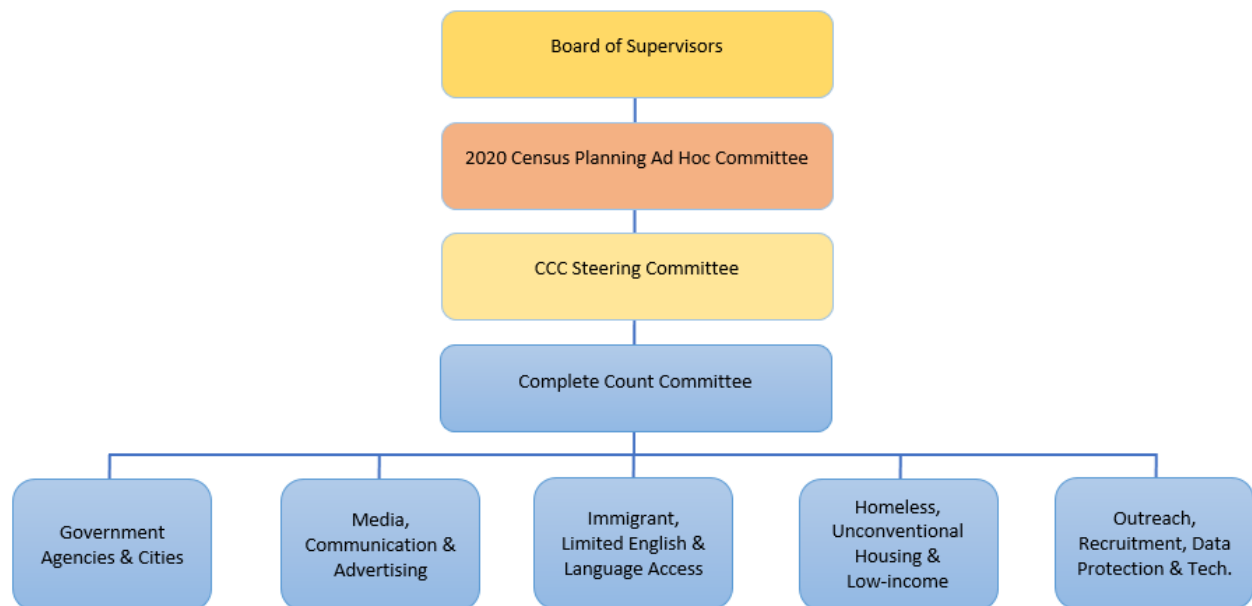 Board of Supervisors
2020 Census Planning Ad Hoc Committee
CCC Steering Committee
Complete Count Committee
Government
Agencies & Cities
Media,
Communication &
Advertising
Immigrant,
Limited English &
Language Access
Homeless,
Unconventional
Housing &
Low-income
Outreach,
Recruitment, Data
Protection & Tech.